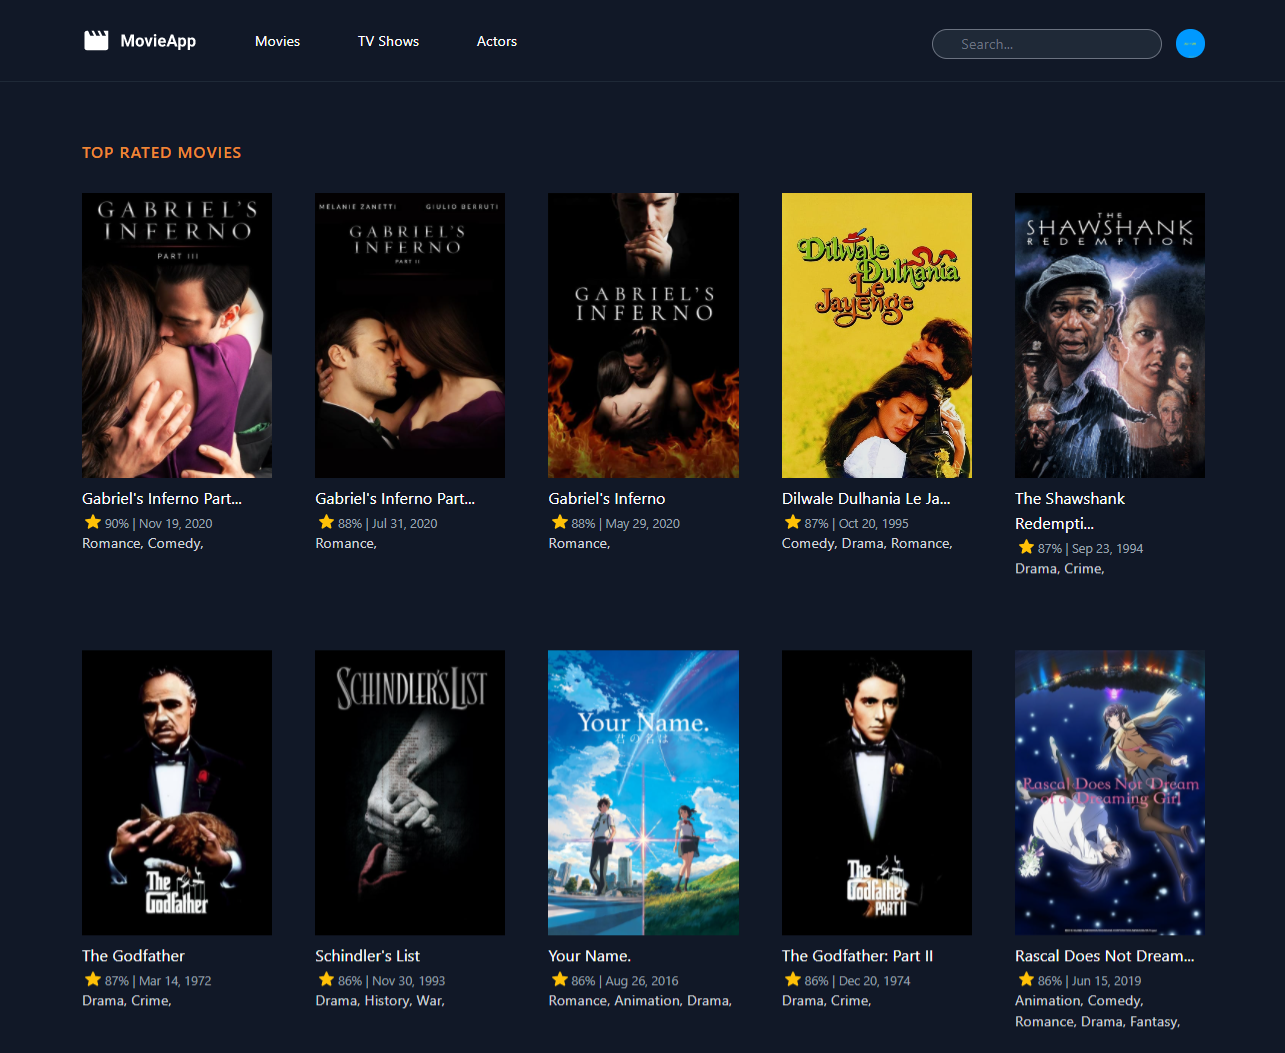 MovieApp
Movies
TV Shows
Actors
Search...
TOP RATED MOVIES
GABRIEL'S
INFERNO
PART III
MELANIE ZANETTI GIULIO BERRUTI
GABRIEL'S
INFERNO
PART II
GABRIEL'S
INFERNO
Dilwale
Dulhania
Le
Jayenge
THE
SHAWSHANK
REDEMPTION
Gabriel's Inferno Part...
90% | Nov 19, 2020
Romance, Comedy,
Gabriel's Inferno Part...
88% | Jul 31, 2020
Romance,
Gabriel's Inferno
88% | May 29, 2020
Romance,
Dilwale Dulhania Le Ja...
87% | Oct 20, 1995
Comedy, Drama, Romance,
The Shawshank
Redempti...
87% | Sep 23, 1994
Drama, Crime,
The
Godfather
SCHINDLER'S LIST
Your Name.
君の名は
The
Godfather
PART II
Rascal Does Not Dream
of a Dreaming Girl
The Godfather
87% | Mar 14, 1972
Drama, Crime,
Schindler's List
86% | Nov 30, 1993
Drama, History, War,
Your Name.
86% | Aug 26, 2016
Romance, Animation, Drama,
The Godfather: Part II
86% | Dec 20, 1974
Drama, Crime,
Rascal Does Not Dream...
86% | Jun 15, 2019
Animation, Comedy,
Romance, Drama, Fantasy,